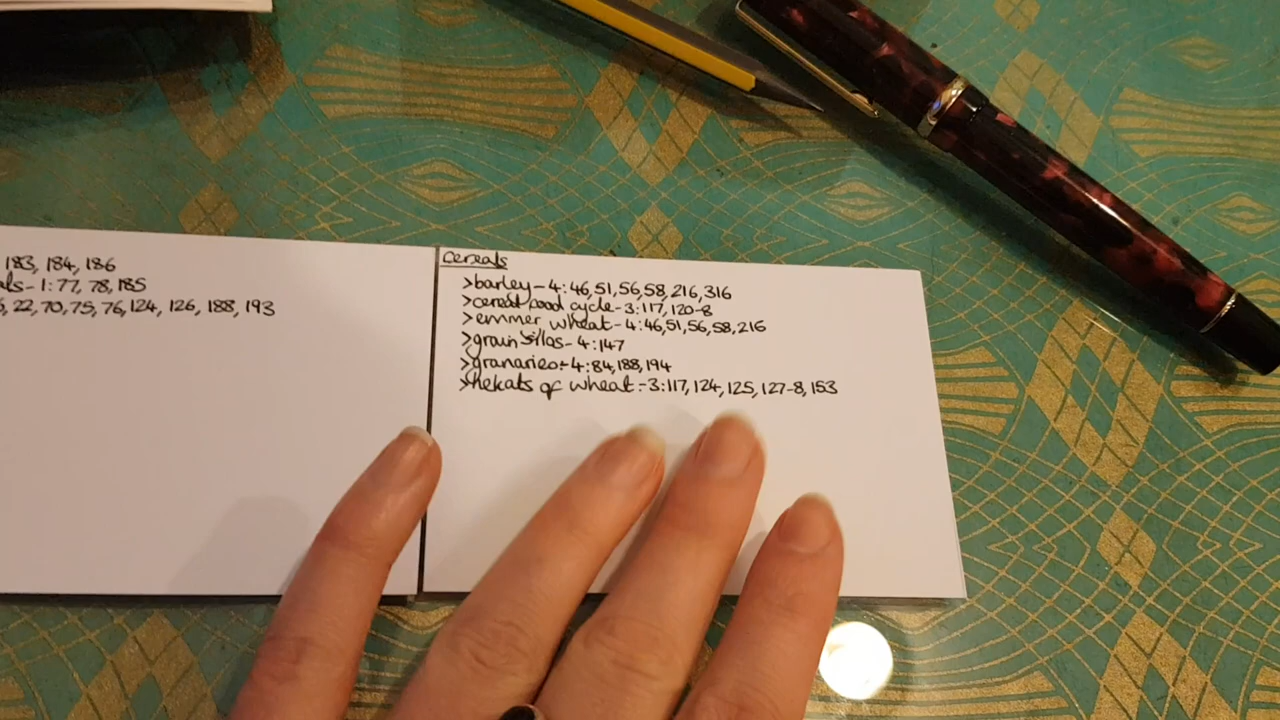 183, 184, 186
als-1:77, 78, 185
, 22, 70, 75, 76, 124, 126, 188, 193
cereals
>barley-4:46,51,56,58,216,316
>cereal food cycle-3:117, 120-8
>emmer wheat-4:46,51,56,58,216
>grain silos-4:147
>granaries-4:84,188,194
>hekats of wheat-3:117, 124, 125, 127-8, 153